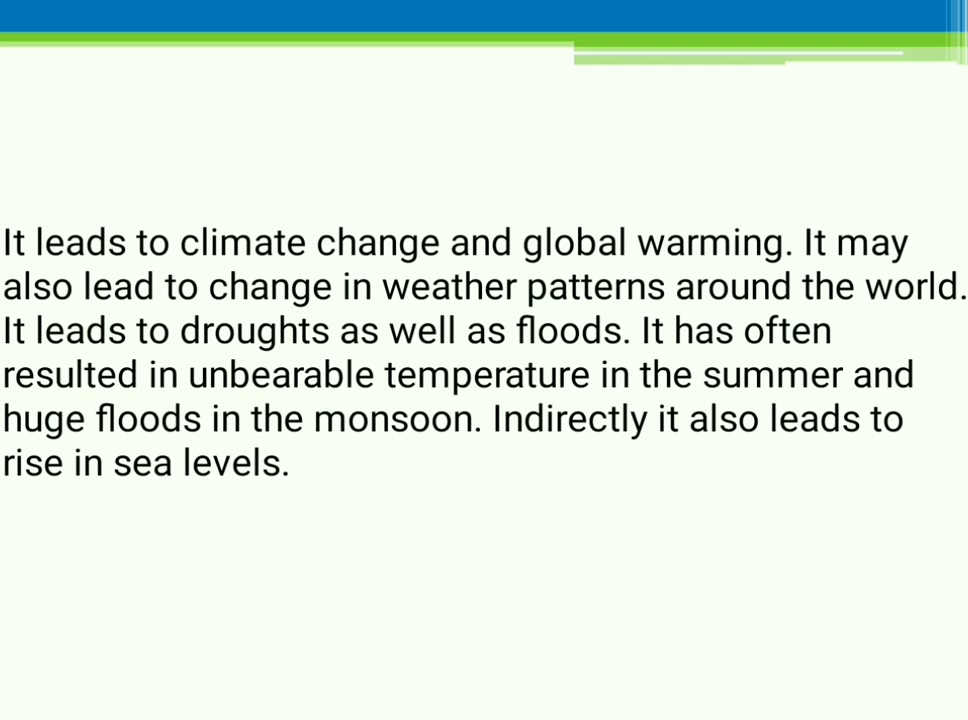 It leads to climate change and global warming. It may
also lead to change in weather patterns around the world.
It leads to droughts as well as floods. It has often
resulted in unbearable temperature in the summer and
huge floods in the monsoon. Indirectly it also leads to
rise in sea levels.